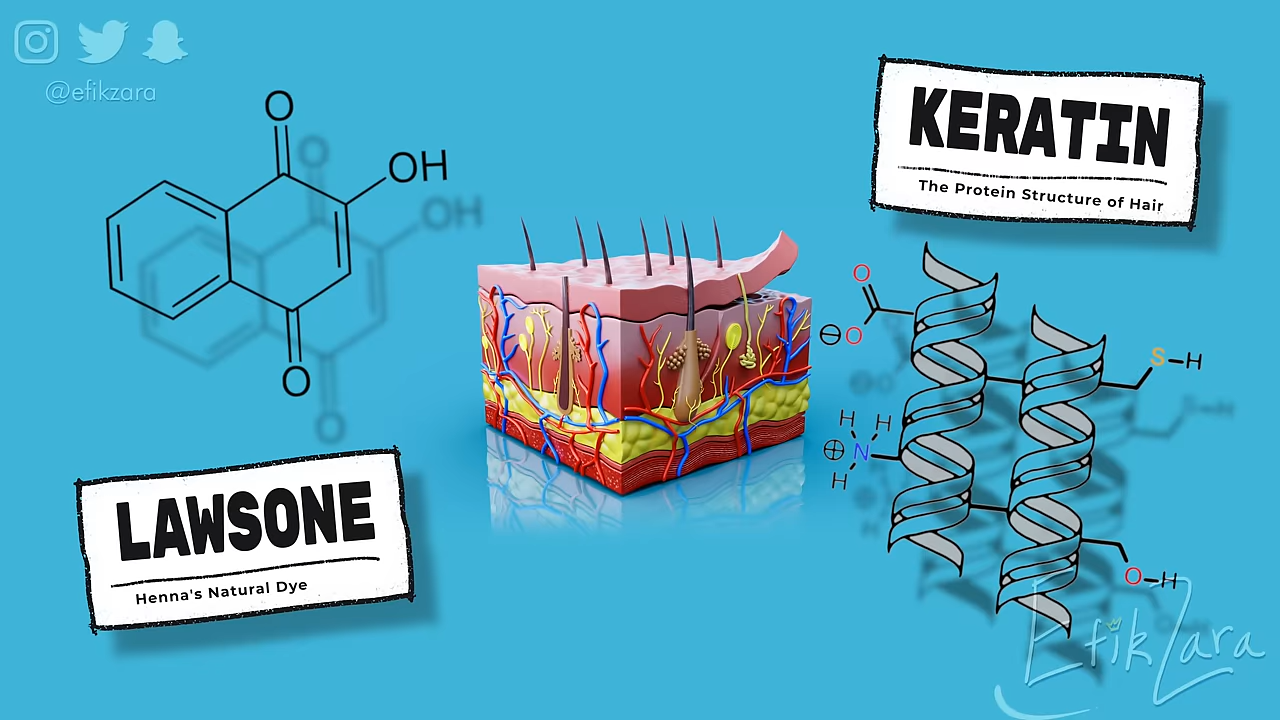 @efikzara
O
OH
O
LAWSONE
Henna's Natural Dye
KERATIN
The Protein Structure of Hair
O
⊖O
S–H
H H
⊕N
H
O–H
EfikZara